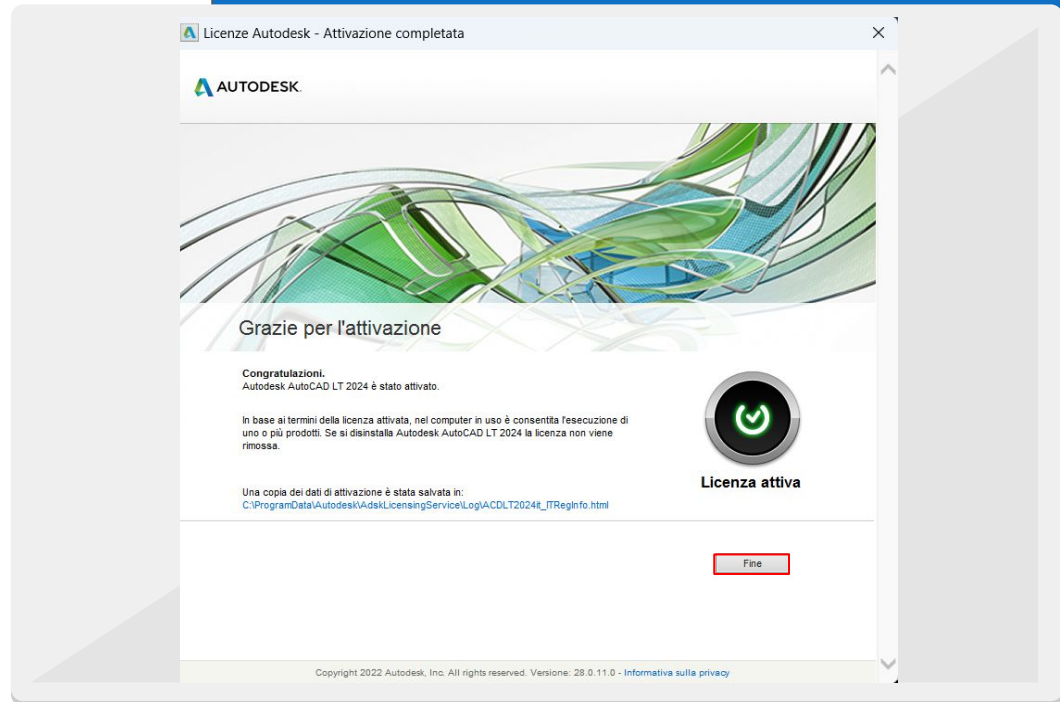 Licenze Autodesk - Attivazione completata
AUTODESK.
Grazie per l'attivazione
Congratulazioni.
Autodesk AutoCAD LT 2024 è stato attivato.
In base ai termini della licenza attivata, nel computer in uso è consentita l'esecuzione di
uno o più prodotti. Se si disinstalla Autodesk AutoCAD LT 2024 la licenza non viene
rimossa.
Licenza attiva
Una copia dei dati di attivazione è stata salvata in:
C:\ProgramData\Autodesk\AdskLicensingService\Log\ACDLT2024it_ITRegInfo.html
Fine
Copyright 2022 Autodesk, Inc. All rights reserved. Versione: 28.0.11.0 - Informativa sulla privacy